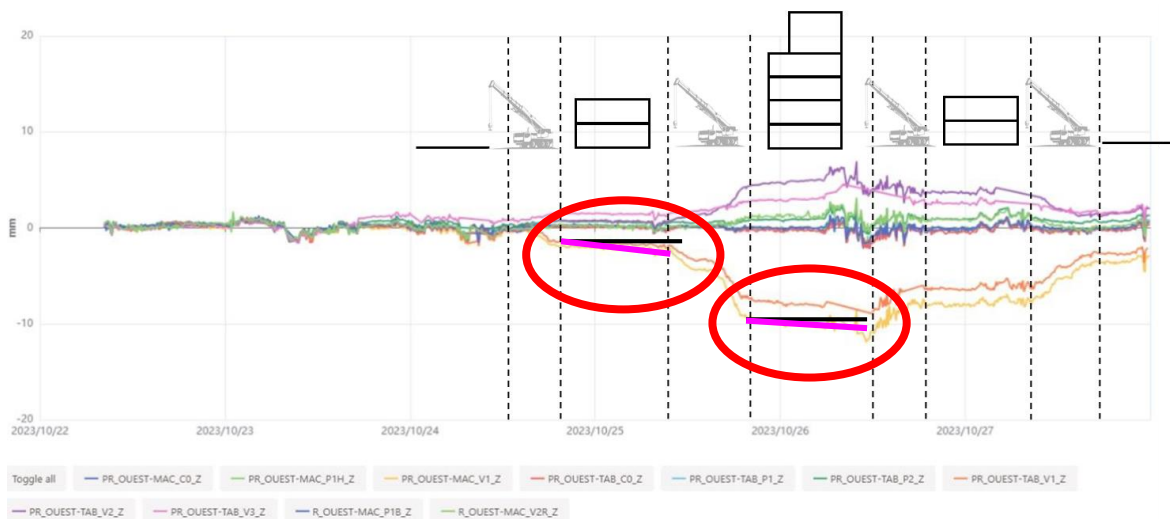 20
10
0
mm
-10
-20
2023/10/22 2023/10/23 2023/10/24 2023/10/25 2023/10/26 2023/10/27
Toggle all PR_OUEST-MAC_C0_Z PR_OUEST-MAC_P1H_Z PR_OUEST-MAC_V1_Z PR_OUEST-TAB_C0_Z PR_OUEST-TAB_P1_Z PR_OUEST-TAB_P2_Z PR_OUEST-TAB_V1_Z
PR_OUEST-TAB_V2_Z PR_OUEST-TAB_V3_Z R_OUEST-MAC_P1B_Z R_OUEST-MAC_V2R_Z